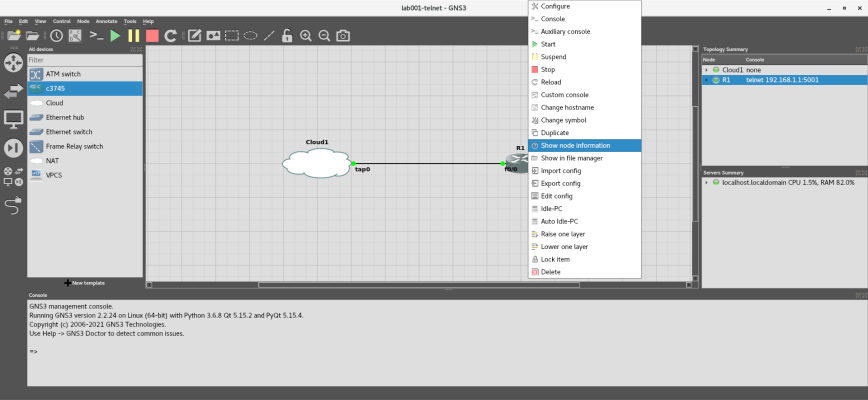 lab001-telnet - GNS3
File Edit View Control Node Annotate Tools Help
All devices
Filter
ATM switch
c3745
Cloud
Ethernet hub
Ethernet switch
Frame Relay switch
NAT
VPCS
New template
Cloud1
tap0
R1
f0/0
Configure
Console
Auxiliary console
Start
Suspend
Stop
Reload
Custom console
Change hostname
Change symbol
Duplicate
Show node information
Show in file manager
Import config
Export config
Edit config
Idle-PC
Auto Idle-PC
Raise one layer
Lower one layer
Lock item
Delete
Topology Summary
Node Console
Cloud1 none
R1 telnet 192.168.1.1:5001
Servers Summary
localhost.localdomain CPU 1.5%, RAM 82.0%
Console
GNS3 management console.
Running GNS3 version 2.2.24 on Linux (64-bit) with Python 3.6.8 Qt 5.15.2 and PyQt 5.15.4.
Copyright (c) 2006-2021 GNS3 Technologies.
Use Help -> GNS3 Doctor to detect common issues.
=>